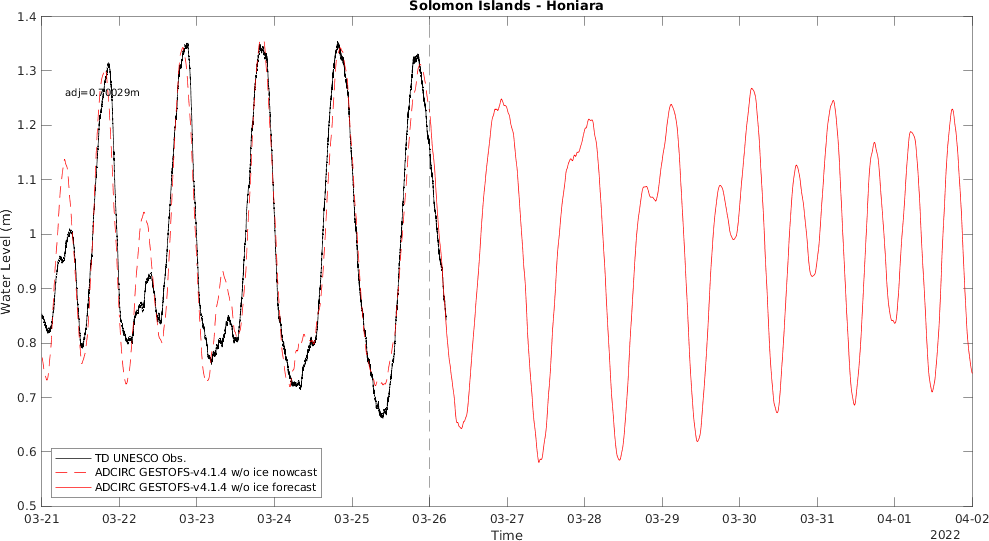 Solomon Islands - Honiara
1.4
1.3
adj=0.70029m
1.2
1.1
1
0.9
0.8
0.7
0.6
0.5
Water Level (m)
TD UNESCO Obs.
ADCIRC GESTOFS-v4.1.4 w/o ice nowcast
ADCIRC GESTOFS-v4.1.4 w/o ice forecast
03-21 03-22 03-23 03-24 03-25 03-26 03-27 03-28 03-29 03-30 03-31 04-01 04-02
Time
2022